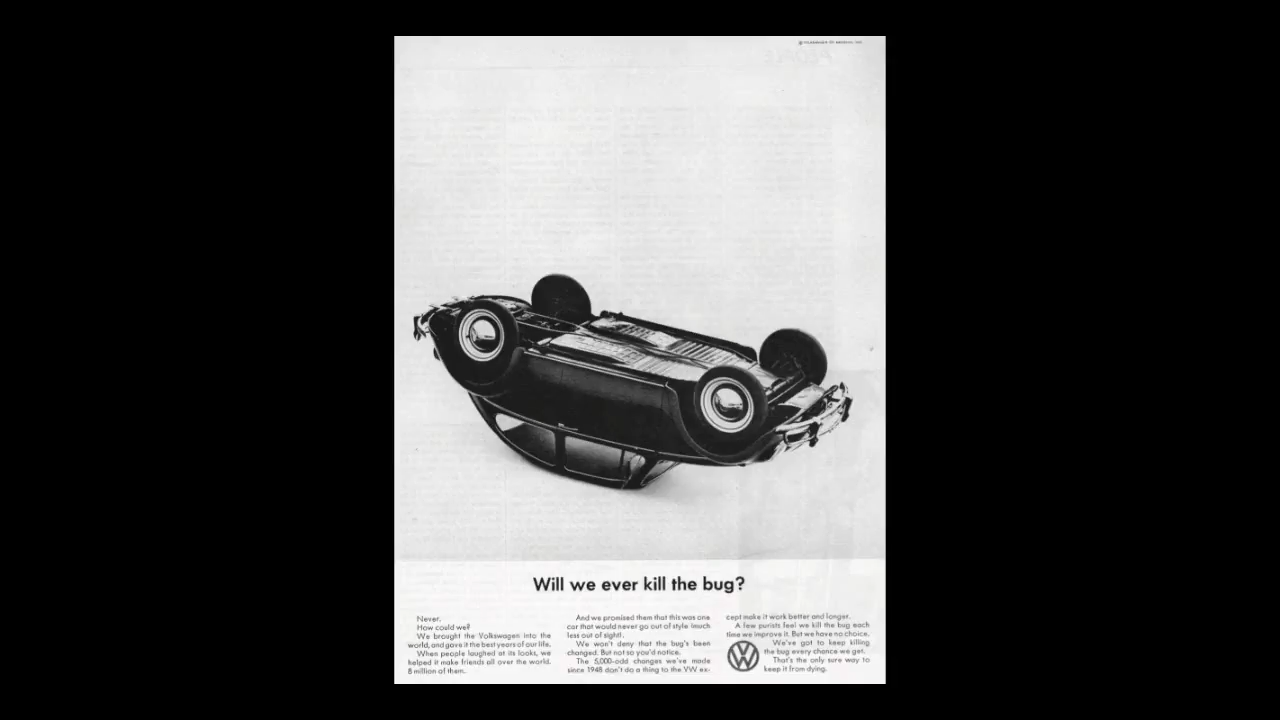 Will we ever kill the bug?
Never.
How could we?
We brought the Volkswagen into the
world, and gave it the best years of our life.
When people laughed at its looks, we
helped it make friends all over the world.
8 million of them.
And we promised them that this was one
car that would never go out of style (much
less out of sight).
We won't deny that the bug's been
changed. But not so you'd notice.
The 5,000-odd changes we've made
since 1948 don't do a thing to the VW ex-
cept make it work better and longer.
A few purists feel we kill the bug each
time we improve it. But we have no choice.
We've got to keep killing
the bug every chance we get.
That's the only sure way to
keep it from dying.